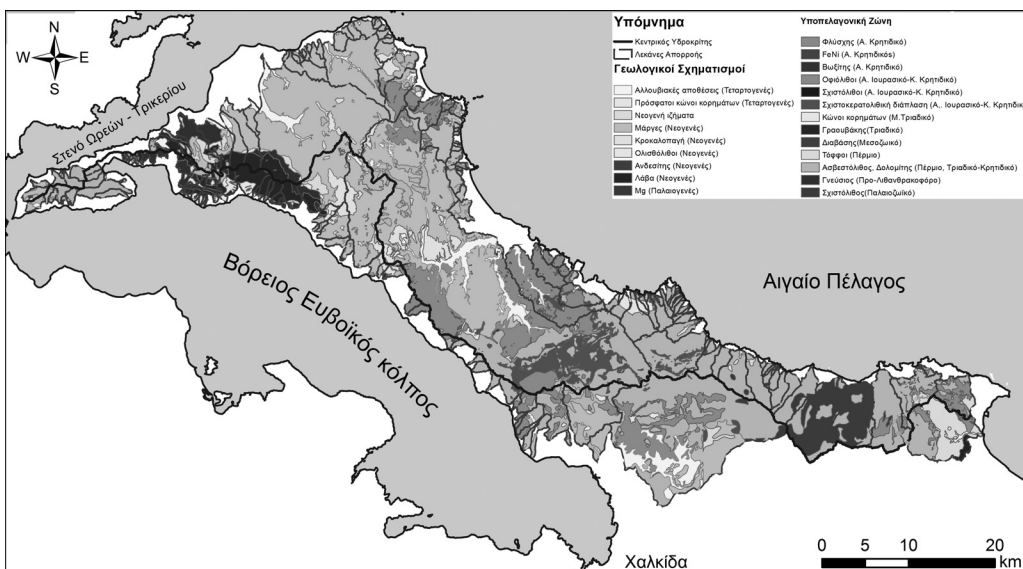 N
W E
S
Στενό Ωρεών - Τρικερίου
Βόρειος Ευβοϊκός κόλπος
Αιγαίο Πέλαγος
Χαλκίδα
Υπόμνημα
Κεντρικός Υδροκρίτης
Λεκάνες Απορροής
Γεωλογικοί Σχηματισμοί
Αλλουβιακές αποθέσεις (Τεταρτογενές)
Πρόσφατοι κώνοι κορημάτων (Τεταρτογενές)
Νεογενή ιζήματα
Μάργες (Νεογενές)
Κροκαλοπαγή (Νεογενές)
Ολισθόλιθοι (Νεογενές)
Ανδεσίτης (Νεογενές)
Λάβα (Νεογενές)
Mg (Παλαιογενές)
Υποπελαγονική Ζώνη
Φλύσχης (Α. Κρητιδικό)
FeNi (Α. Κρητιδικόs)
Βωξίτης (Α. Κρητιδικό)
Οφιόλιθοι (Α. Ιουρασικό-Κ. Κρητιδικό)
Σχιστόλιθοι (Α. Ιουρασικό-Κ. Κρητιδικό)
Σχιστοκερατολιθική διάπλαση (Α,. Ιουρασικό-Κ. Κρητιδικ
Κώνοι κορημάτων (Μ.Τριαδικό)
Γραουβάκης(Τριαδικό)
Διαβάσης(Μεσοζωικό)
Τόφφοι (Πέρμιο)
Ασβεστόλιθος, Δολομίτης (Πέρμιο, Τριαδικό-Κρητιδικό)
Γνεύσιος (Προ-Λιθανθρακοφόρο)
Σχιστόλιθος(Παλαιοζωϊκό)
0 5 10 20
km